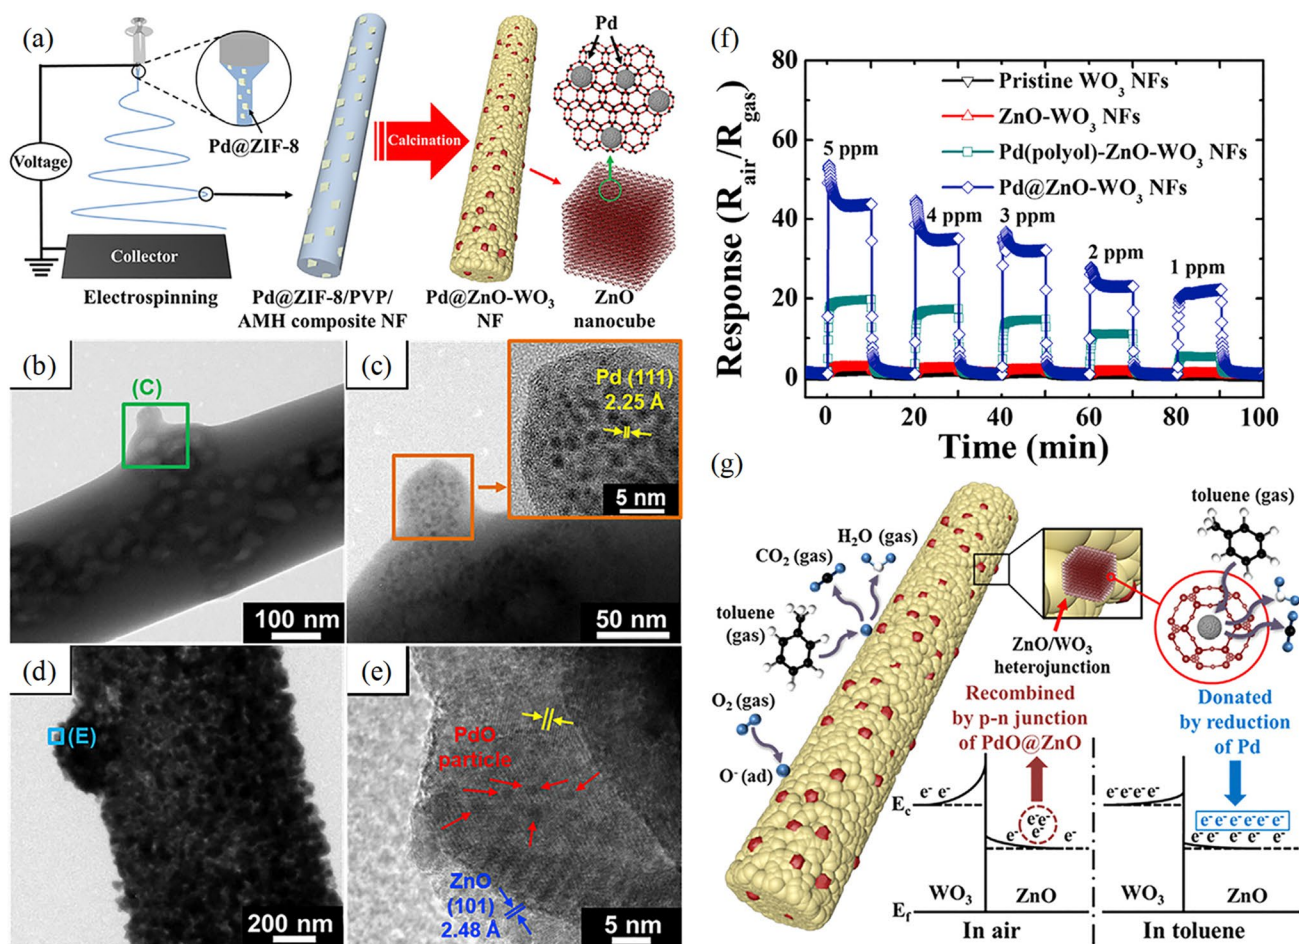 (a)
Pd@ZIF-8
Voltage
Collector
Electrospinning
Calcination
Pd@ZIF-8/PVP/
AMH composite NF
Pd@ZnO-WO₃
NF
Pd
ZnO
nanocube
(b)
(C)
100 nm
(c)
Pd (111)
2.25 Å
5 nm
50 nm
(d)
(E)
200 nm
(e)
PdO
particle
ZnO
(101)
2.48 Å
5 nm
(f)
Response (R_air/R_gas)
80
60
40
20
0
Pristine WO₃ NFs
ZnO-WO₃ NFs
Pd(polyol)-ZnO-WO₃ NFs
Pd@ZnO-WO₃ NFs
5 ppm
4 ppm
3 ppm
2 ppm
1 ppm
0 20 40 60 80 100
Time (min)
(g)
CO₂ (gas)
H₂O (gas)
toluene
(gas)
O₂ (gas)
O⁻ (ad)
toluene (gas)
ZnO/WO₃
heterojunction
Recombined
by p-n junction
of PdO@ZnO
Donated
by reduction
of Pd
E_c
e⁻ e⁻
e⁻
e⁻e⁻
e⁻
e⁻
e⁻e⁻e⁻e⁻
e⁻ e⁻ e⁻ e⁻ e⁻ e⁻
e⁻ e⁻ e⁻ e⁻ e⁻
WO₃
ZnO
WO₃
ZnO
E_f
In air
In toluene